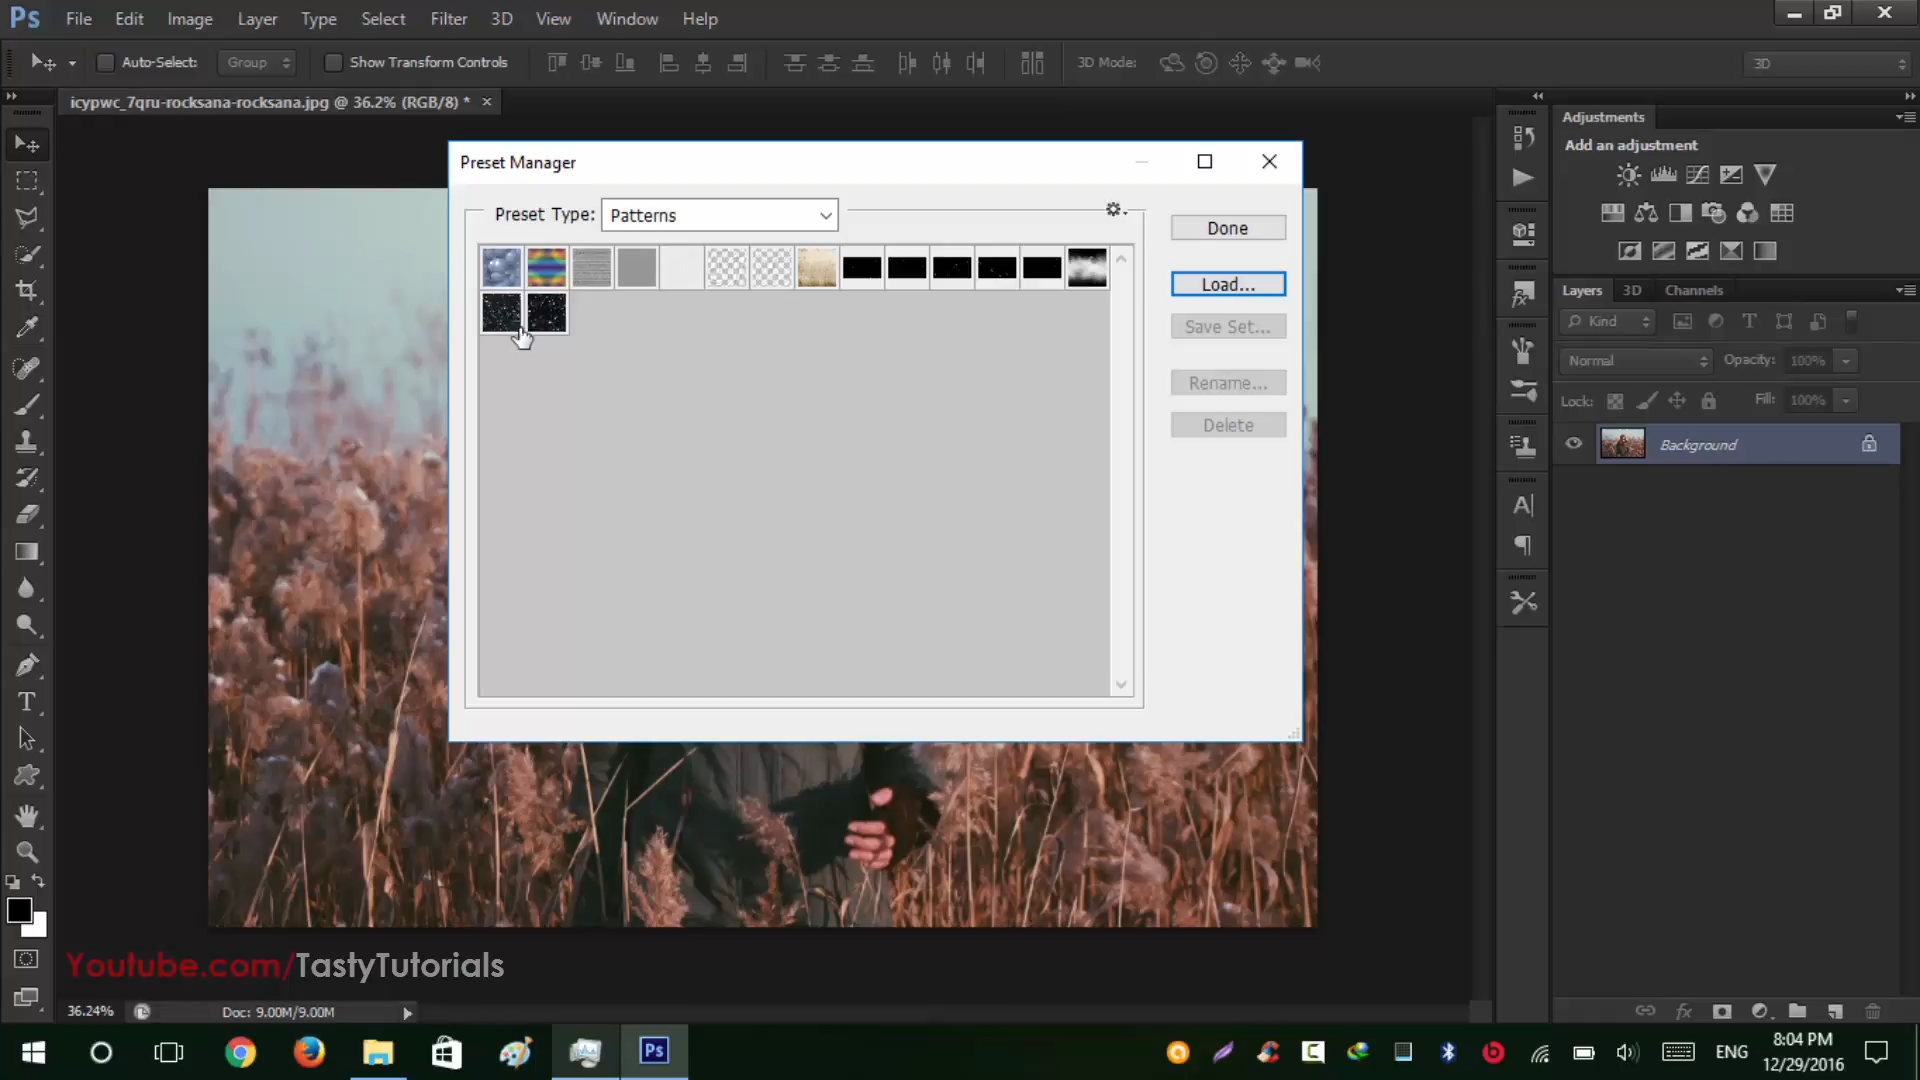 Ps File Edit Image Layer Type Select Filter 3D View Window Help
Auto-Select: Group Show Transform Controls 3D Mode: 3D
icypwc_7qru-rocksana-rocksana.jpg @ 36.2% (RGB/8) * ×
Adjustments
Add an adjustment
Preset Manager
Preset Type: Patterns
Done
Load...
Save Set...
Rename...
Delete
Layers 3D Channels
Kind
Normal Opacity: 100%
Lock: Fill: 100%
Background
Youtube.com/TastyTutorials
36.24% Doc: 9.00M/9.00M
Ps ENG 8:04 PM
12/29/2016